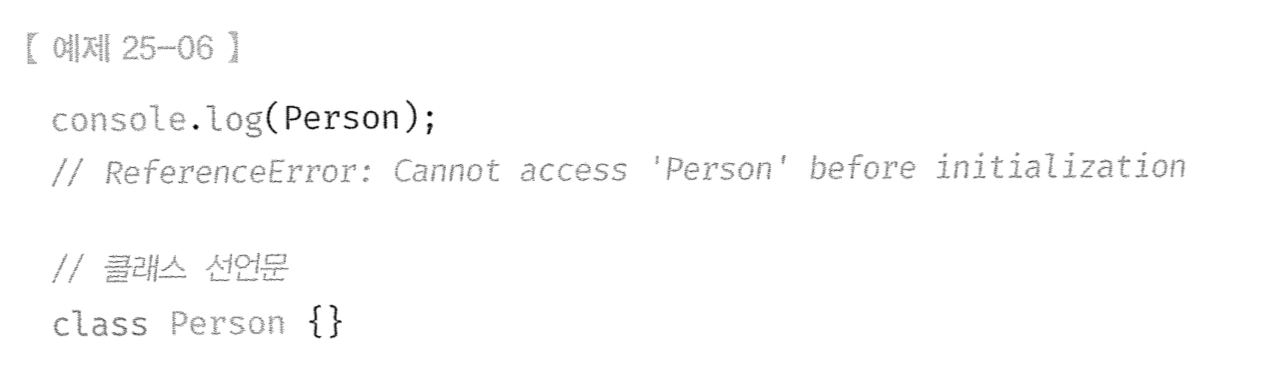 【 예제 25-06 】
console.log(Person);
// ReferenceError: Cannot access 'Person' before initialization
// 클래스 선언문
class Person {}